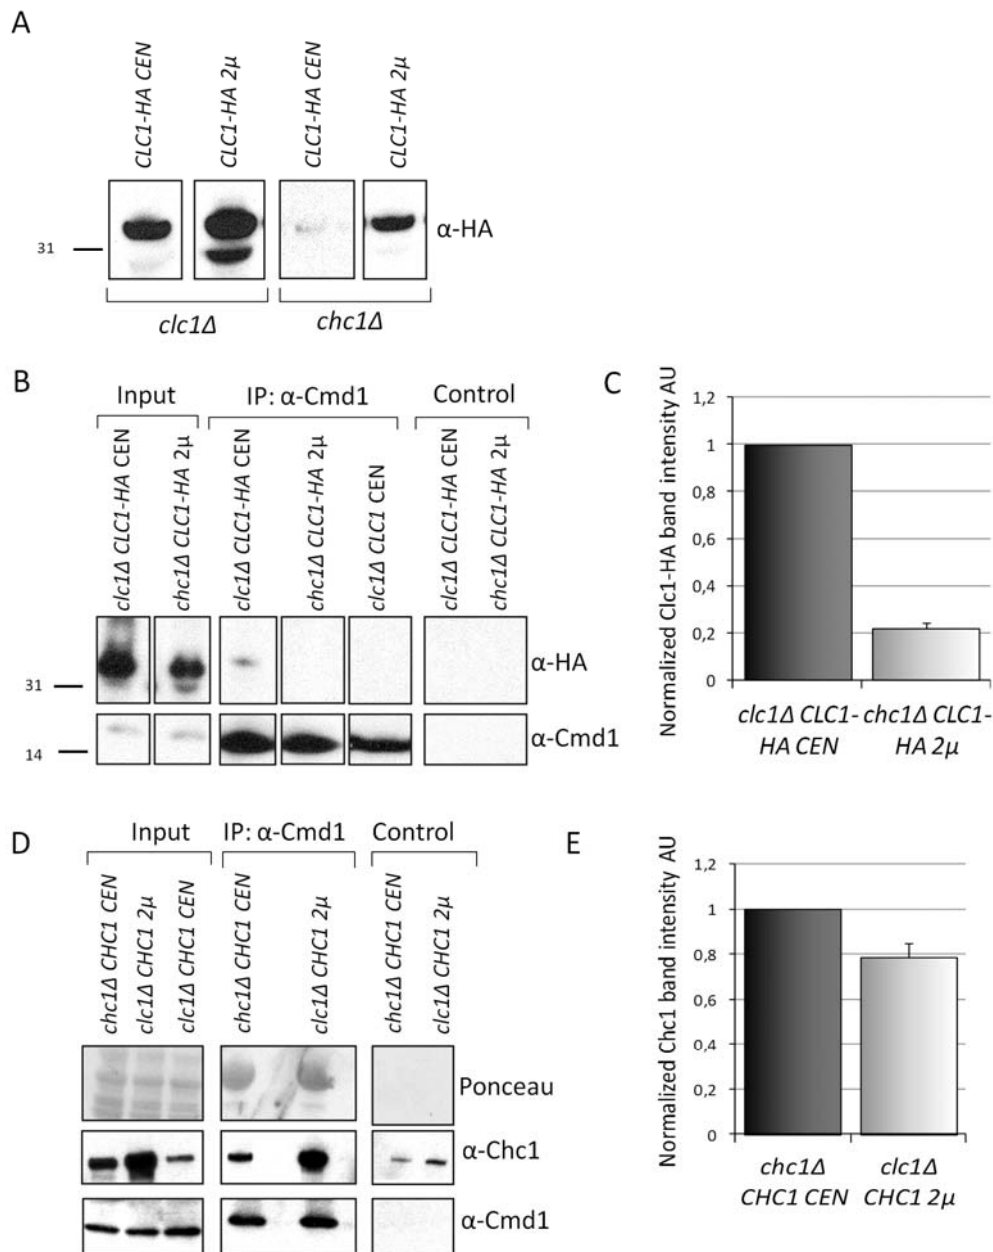 A
CLC1-HA CEN
CLC1-HA 2µ
CLC1-HA CEN
CLC1-HA 2µ
31
α-HA
clc1Δ
chc1Δ
B
Input
IP: α-Cmd1
Control
clc1Δ CLC1-HA CEN
chc1Δ CLC1-HA 2µ
clc1Δ CLC1-HA CEN
chc1Δ CLC1-HA 2µ
clc1Δ CLC1 CEN
clc1Δ CLC1-HA CEN
chc1Δ CLC1-HA 2µ
31
α-HA
14
α-Cmd1
C
Normalized Clc1-HA band intensity AU
1,2
1
0,8
0,6
0,4
0,2
0
clc1Δ CLC1-
HA CEN
chc1Δ CLC1-
HA 2µ
D
Input
IP: α-Cmd1
Control
chc1Δ CHC1 CEN
clc1Δ CHC1 2µ
clc1Δ CHC1 CEN
chc1Δ CHC1 CEN
clc1Δ CHC1 2µ
chc1Δ CHC1 CEN
clc1Δ CHC1 2µ
Ponceau
α-Chc1
α-Cmd1
E
Normalized Chc1 band intensity AU
1,2
1
0,8
0,6
0,4
0,2
0
chc1Δ
CHC1 CEN
clc1Δ
CHC1 2µ